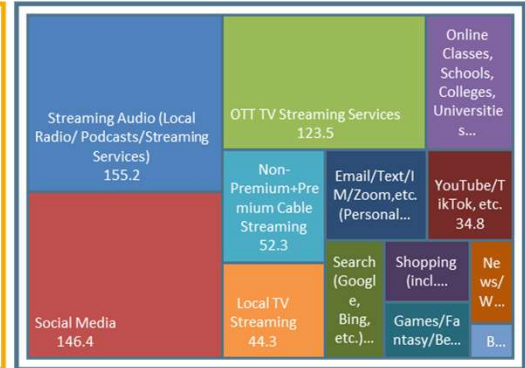 Streaming Audio (Local
Radio/ Podcasts/Streaming
Services)
155.2
Social Media
146.4
OTT TV Streaming Services
123.5
Non-
Premium+Pre
mium Cable
Streaming
52.3
Local TV
Streaming
44.3
Online
Classes,
Schools,
Colleges,
Universitie
s...
Email/Text/I
M/Zoom,etc.
(Personal...
YouTube/T
ikTok, etc.
34.8
Search
(Googl
e,
Bing,
etc.)...
Shopping
(incl....
Games/Fa
ntasy/Be...
Ne
ws/
W...
B...